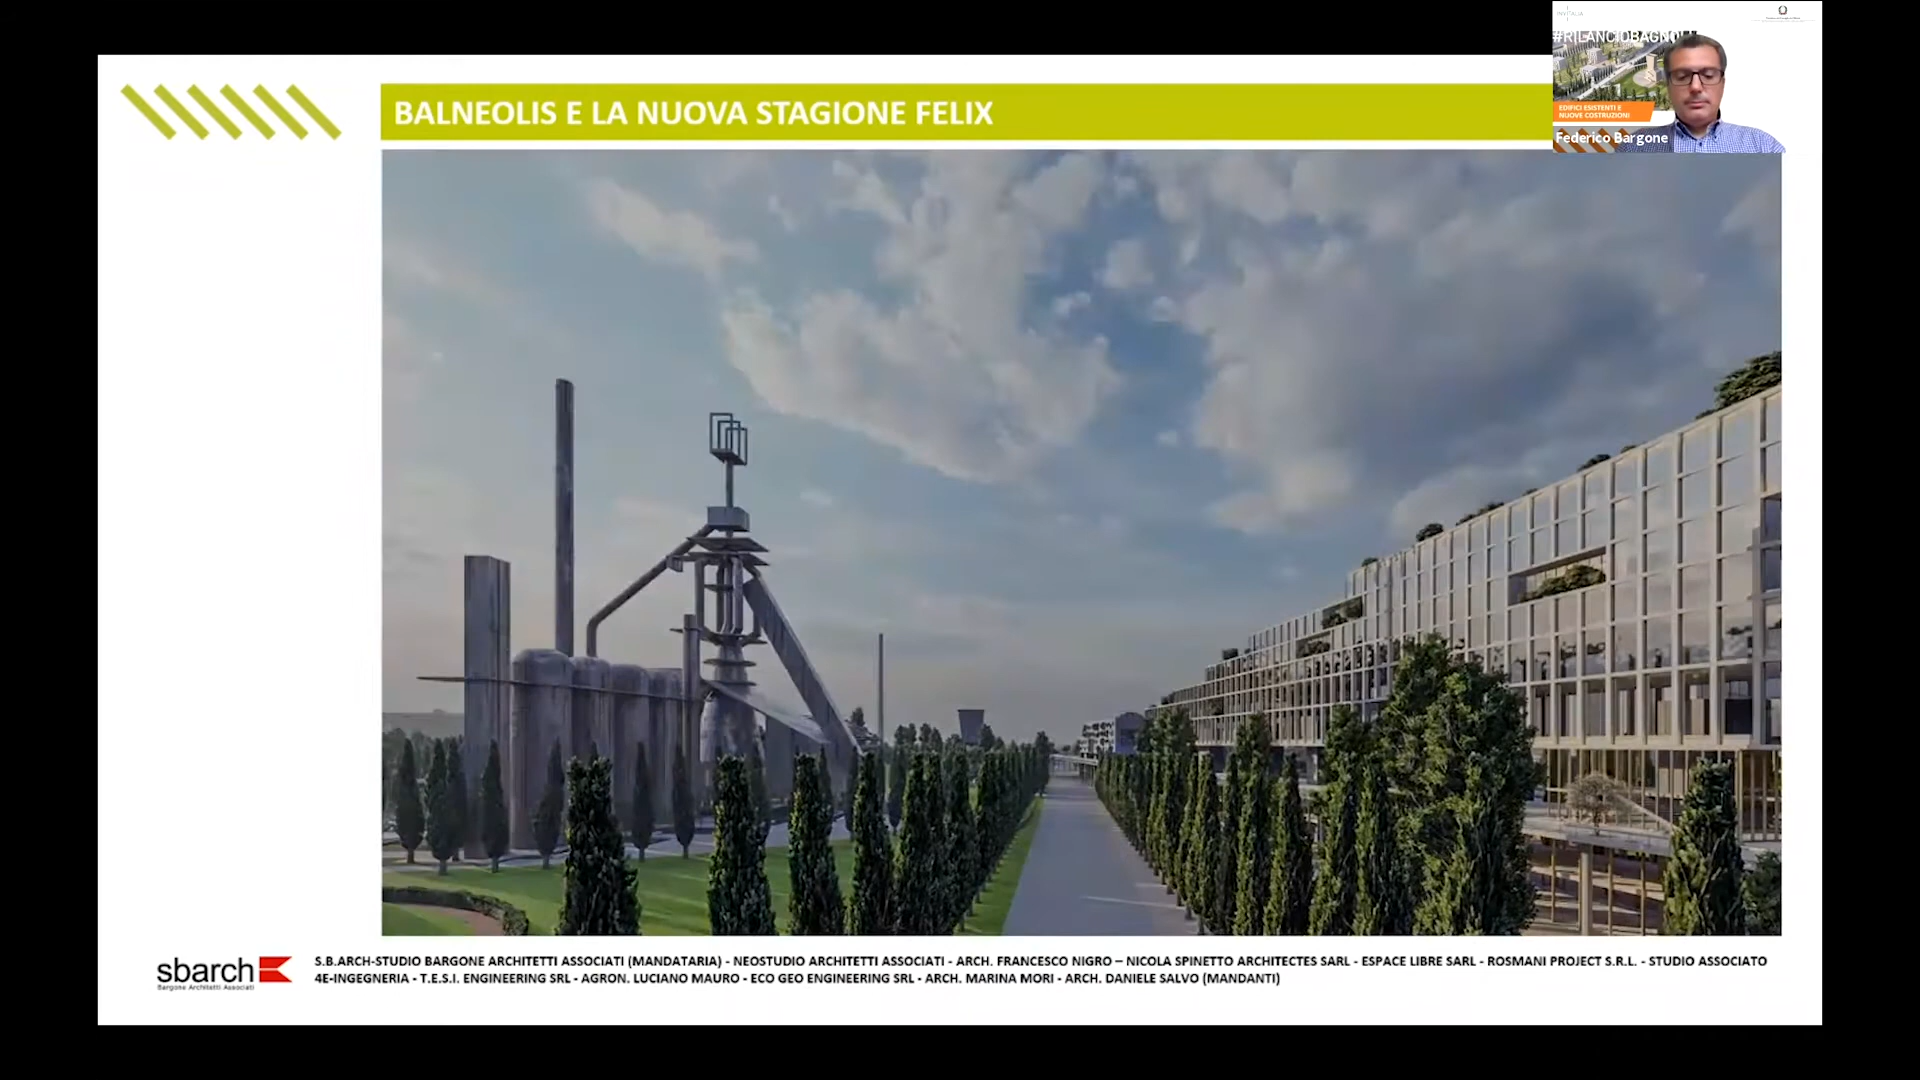 BALNEOLIS E LA NUOVA STAGIONE FELIX
#RILANCIOBAGNOLI
EDIFICI ESISTENTI E
NUOVE COSTRUZIONI
Federico Bargone
sbarch
Bargone Architetti Associati
S.B.ARCH-STUDIO BARGONE ARCHITETTI ASSOCIATI (MANDATARIA) - NEOSTUDIO ARCHITETTI ASSOCIATI - ARCH. FRANCESCO NIGRO – NICOLA SPINETTO ARCHITECTES SARL - ESPACE LIBRE SARL - ROSMANI PROJECT S.R.L. - STUDIO ASSOCIATO
4E-INGEGNERIA - T.E.S.I. ENGINEERING SRL - AGRON. LUCIANO MAURO - ECO GEO ENGINEERING SRL - ARCH. MARINA MORI - ARCH. DANIELE SALVO (MANDANTI)